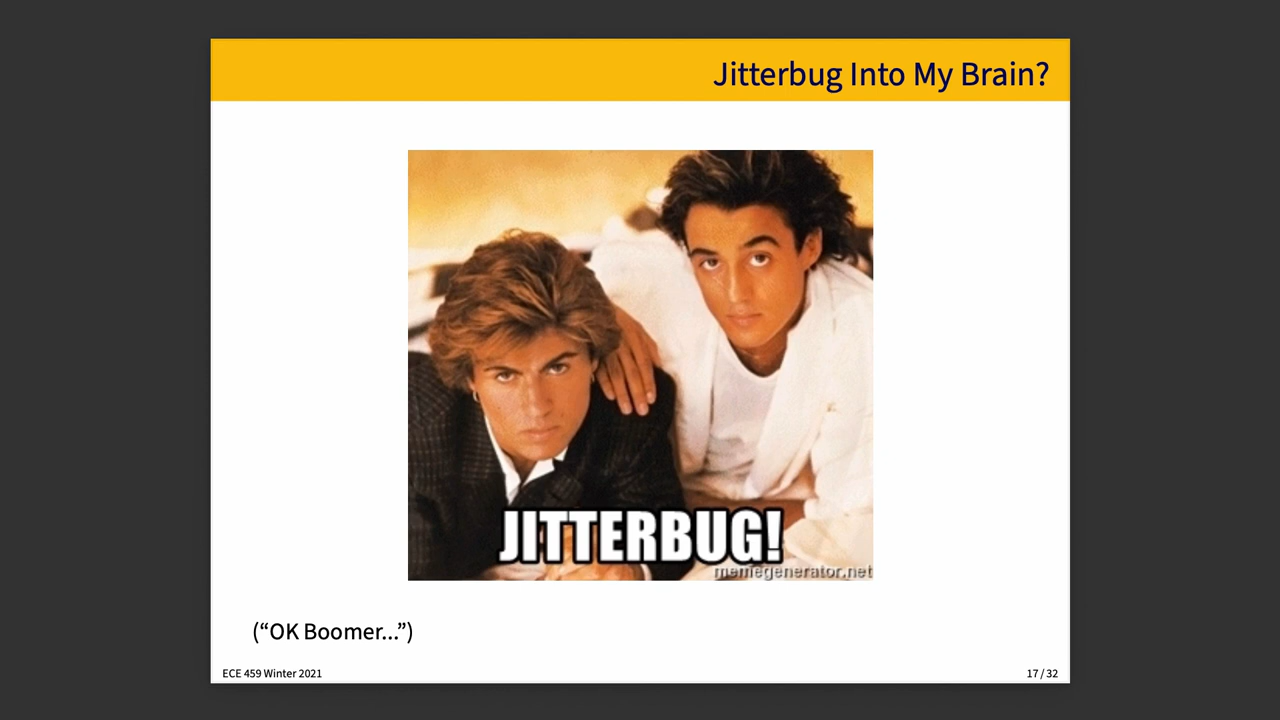 Jitterbug Into My Brain?
JITTERBUG!
memegenerator.net
(“OK Boomer...”)
ECE 459 Winter 2021
17 / 32